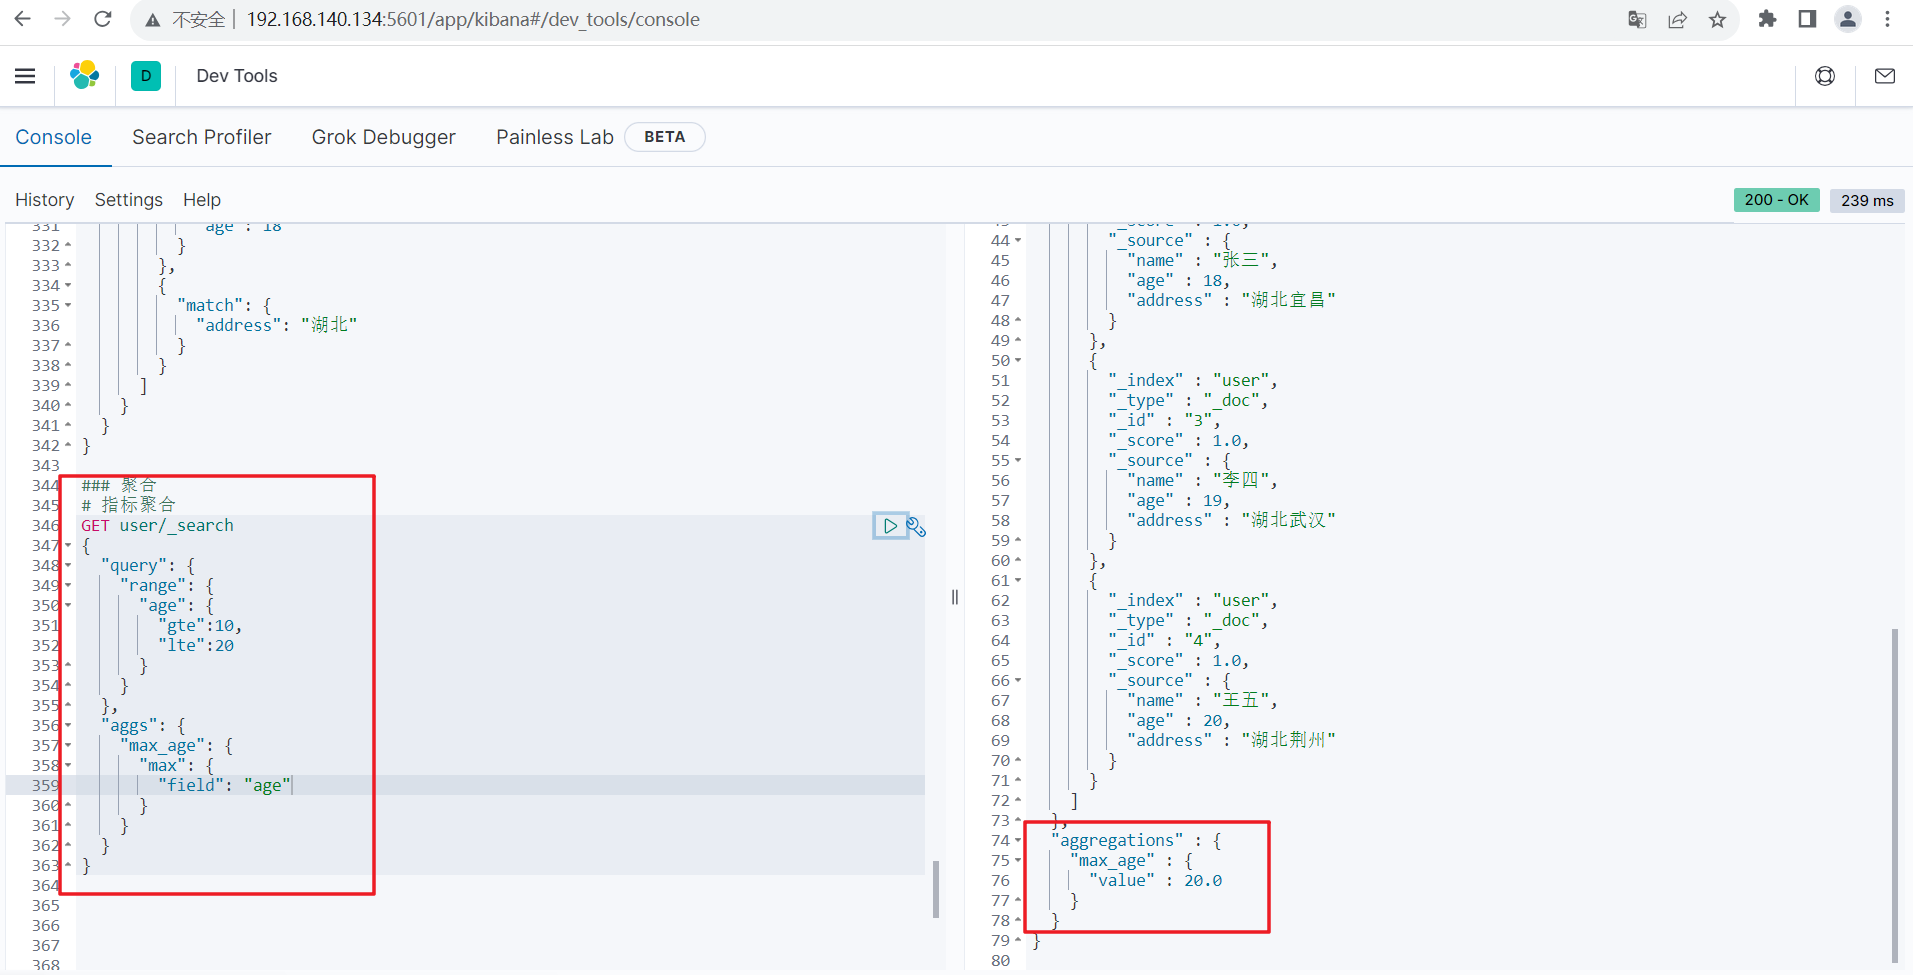 不安全 | 192.168.140.134:5601/app/kibana#/dev_tools/console
D Dev Tools
Console Search Profiler Grok Debugger Painless Lab BETA
History Settings Help 200 - OK 239 ms
331 "age": 18
332 }
333 },
334 {
335 "match": {
336 "address": "湖北"
337 }
338 }
339 ]
340 }
341 }
342 }
343
344 ### 聚合
345 # 指标聚合
346 GET user/_search
347 {
348 "query": {
349 "range": {
350 "age": {
351 "gte":10,
352 "lte":20
353 }
354 }
355 },
356 "aggs": {
357 "max_age": {
358 "max": {
359 "field": "age"
360 }
361 }
362 }
363 }
364
365
366
367
368
43 "_score" : 1.0,
44 "_source" : {
45 "name" : "张三",
46 "age" : 18,
47 "address" : "湖北宜昌"
48 }
49 },
50 {
51 "_index" : "user",
52 "_type" : "_doc",
53 "_id" : "3",
54 "_score" : 1.0,
55 "_source" : {
56 "name" : "李四",
57 "age" : 19,
58 "address" : "湖北武汉"
59 }
60 },
61 {
62 "_index" : "user",
63 "_type" : "_doc",
64 "_id" : "4",
65 "_score" : 1.0,
66 "_source" : {
67 "name" : "王五",
68 "age" : 20,
69 "address" : "湖北荆州"
70 }
71 }
72 ]
73 },
74 "aggregations" : {
75 "max_age" : {
76 "value" : 20.0
77 }
78 }
79 }
80